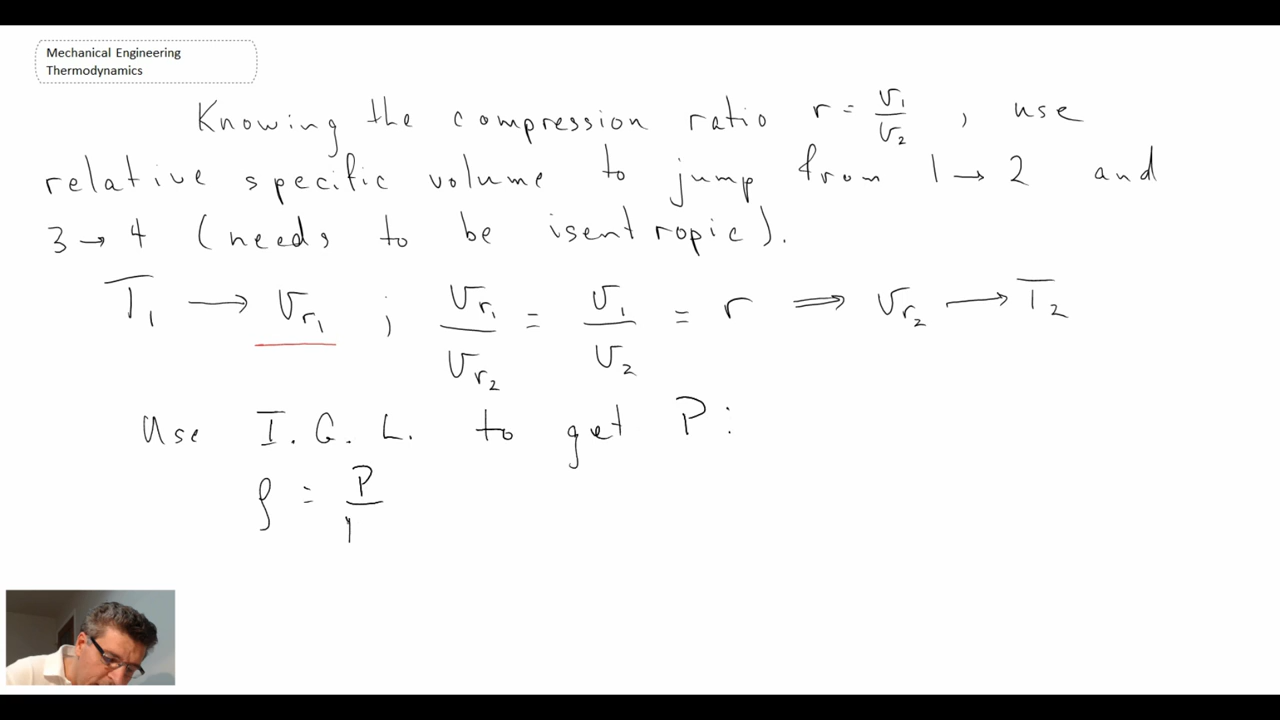 Mechanical Engineering
Thermodynamics
Knowing the compression ratio r = v₁/v₂ , use
relative specific volume to jump from 1 → 2 and
3 → 4 (needs to be isentropic).
T₁ → vᵣ₁ ; vᵣ₁/vᵣ₂ = v₁/v₂ = r ⇒ vᵣ₂ → T₂
Use I. G. L. to get P:
ρ = P/